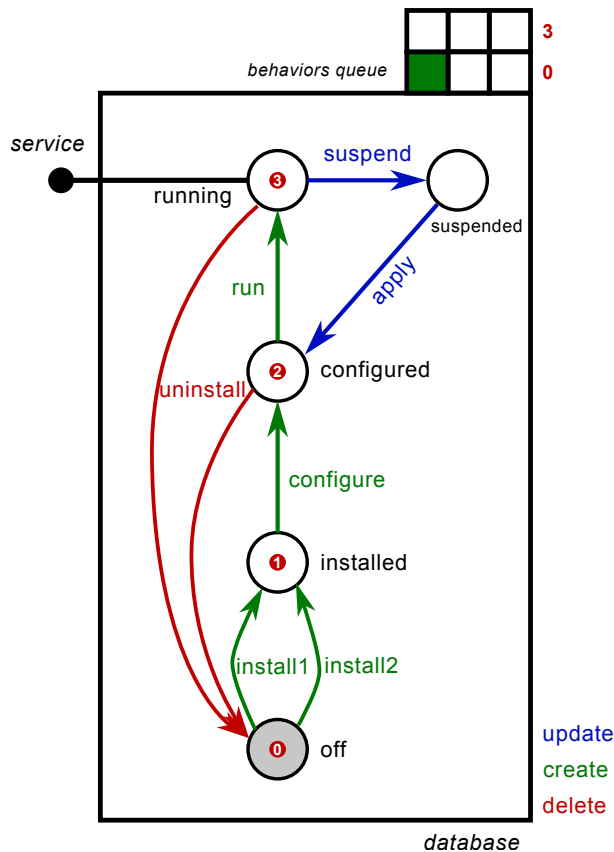 3
behaviors queue
0
service
suspend
3
running
suspended
run
apply
uninstall
2
configured
configure
1
installed
install1
install2
update
0
off
create
delete
database